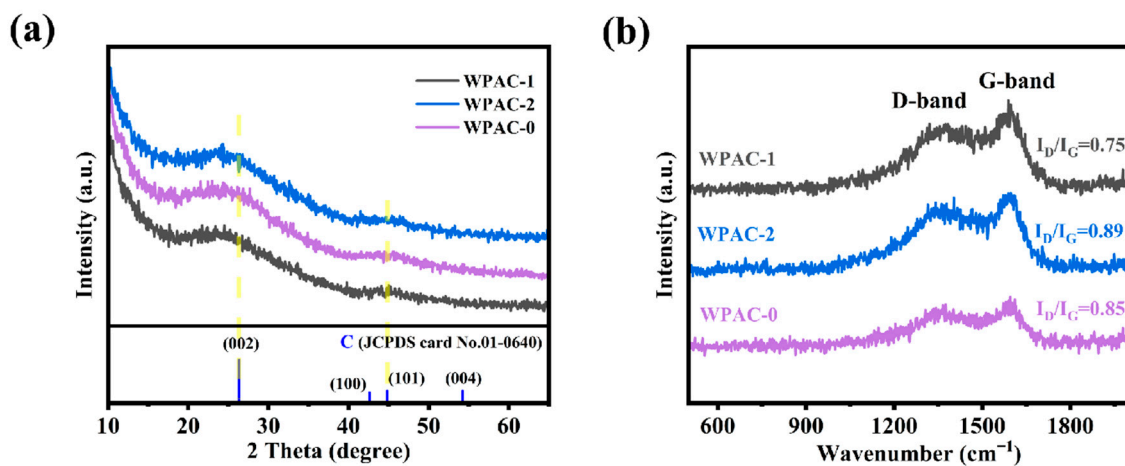 (a)
Intensity (a.u.)
WPAC-1
WPAC-2
WPAC-0
C (JCPDS card No.01-0640)
(002)
(100)
(101)
(004)
10 20 30 40 50 60
2 Theta (degree)
(b)
Intensity (a.u.)
D-band
G-band
WPAC-1
I_D/I_G=0.75
WPAC-2
I_D/I_G=0.89
WPAC-0
I_D/I_G=0.85
600 900 1200 1500 1800
Wavenumber (cm⁻¹)